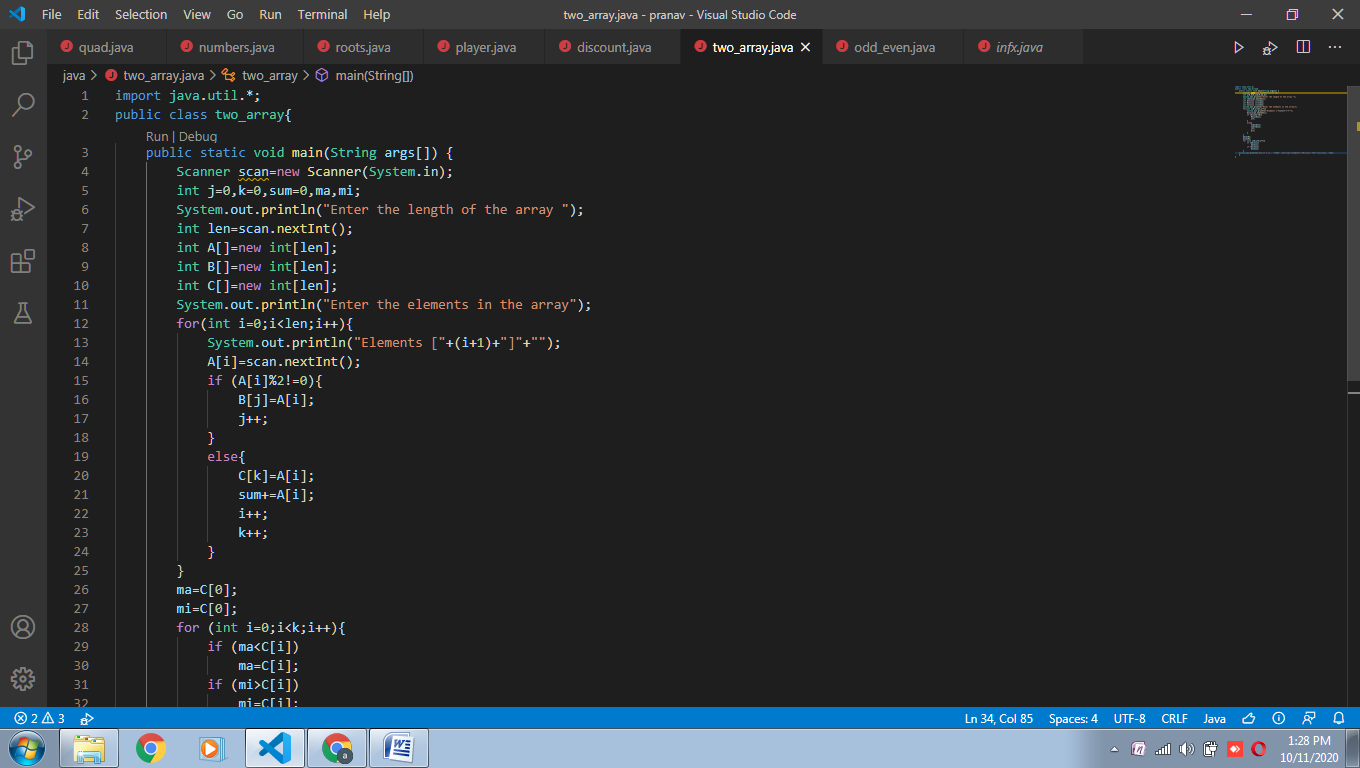 File Edit Selection View Go Run Terminal Help two_array.java - pranav - Visual Studio Code
quad.java numbers.java roots.java player.java discount.java two_array.java odd_even.java infx.java
java > two_array.java > two_array > main(String[])
1 import java.util.*;
2 public class two_array{
Run | Debug
3 public static void main(String args[]) {
4 Scanner scan=new Scanner(System.in);
5 int j=0,k=0,sum=0,ma,mi;
6 System.out.println("Enter the length of the array ");
7 int len=scan.nextInt();
8 int A[]=new int[len];
9 int B[]=new int[len];
10 int C[]=new int[len];
11 System.out.println("Enter the elements in the array");
12 for(int i=0;i<len;i++){
13 System.out.println("Elements ["+(i+1)+"]"+"");
14 A[i]=scan.nextInt();
15 if (A[i]%2!=0){
16 B[j]=A[i];
17 j++;
18 }
19 else{
20 C[k]=A[i];
21 sum+=A[i];
22 i++;
23 k++;
24 }
25 }
26 ma=C[0];
27 mi=C[0];
28 for (int i=0;i<k;i++){
29 if (ma<C[i])
30 ma=C[i];
31 if (mi>C[i])
32 mi=C[i];
2 3 Ln 34, Col 85 Spaces: 4 UTF-8 CRLF Java
1:28 PM
10/11/2020